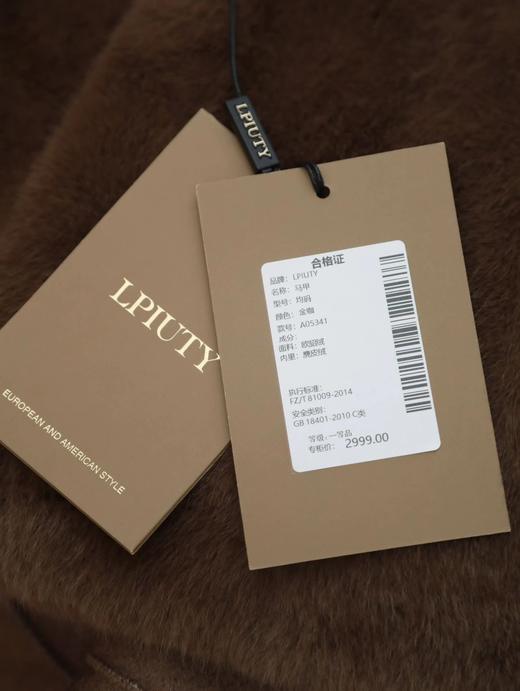 LPIUTY
LPIUTY
EUROPEAN AND AMERICAN STYLE
合格证
品牌: LPIUTY
名称: 马甲
型号: 均码
颜色: 金咖
款号: A05341
成分:
面料: 欧貂绒
内里: 麂皮绒
执行标准:
FZ/T 81009-2014
安全类别:
GB 18401-2010 C类
等级: 一等品
专柜价: 2999.00